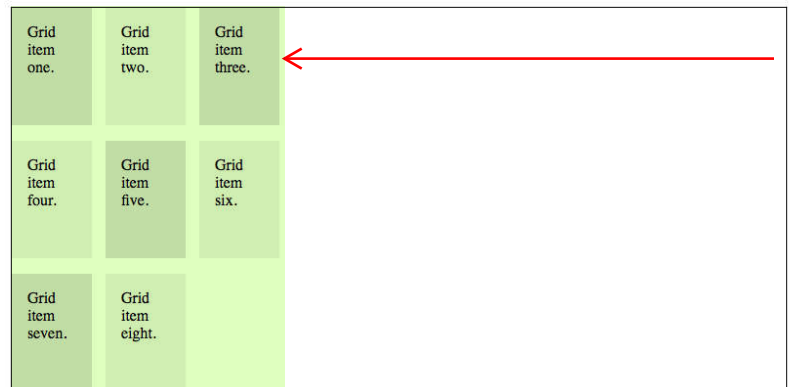 Grid
item
one.
Grid
item
two.
Grid
item
three.
Grid
item
four.
Grid
item
five.
Grid
item
six.
Grid
item
seven.
Grid
item
eight.